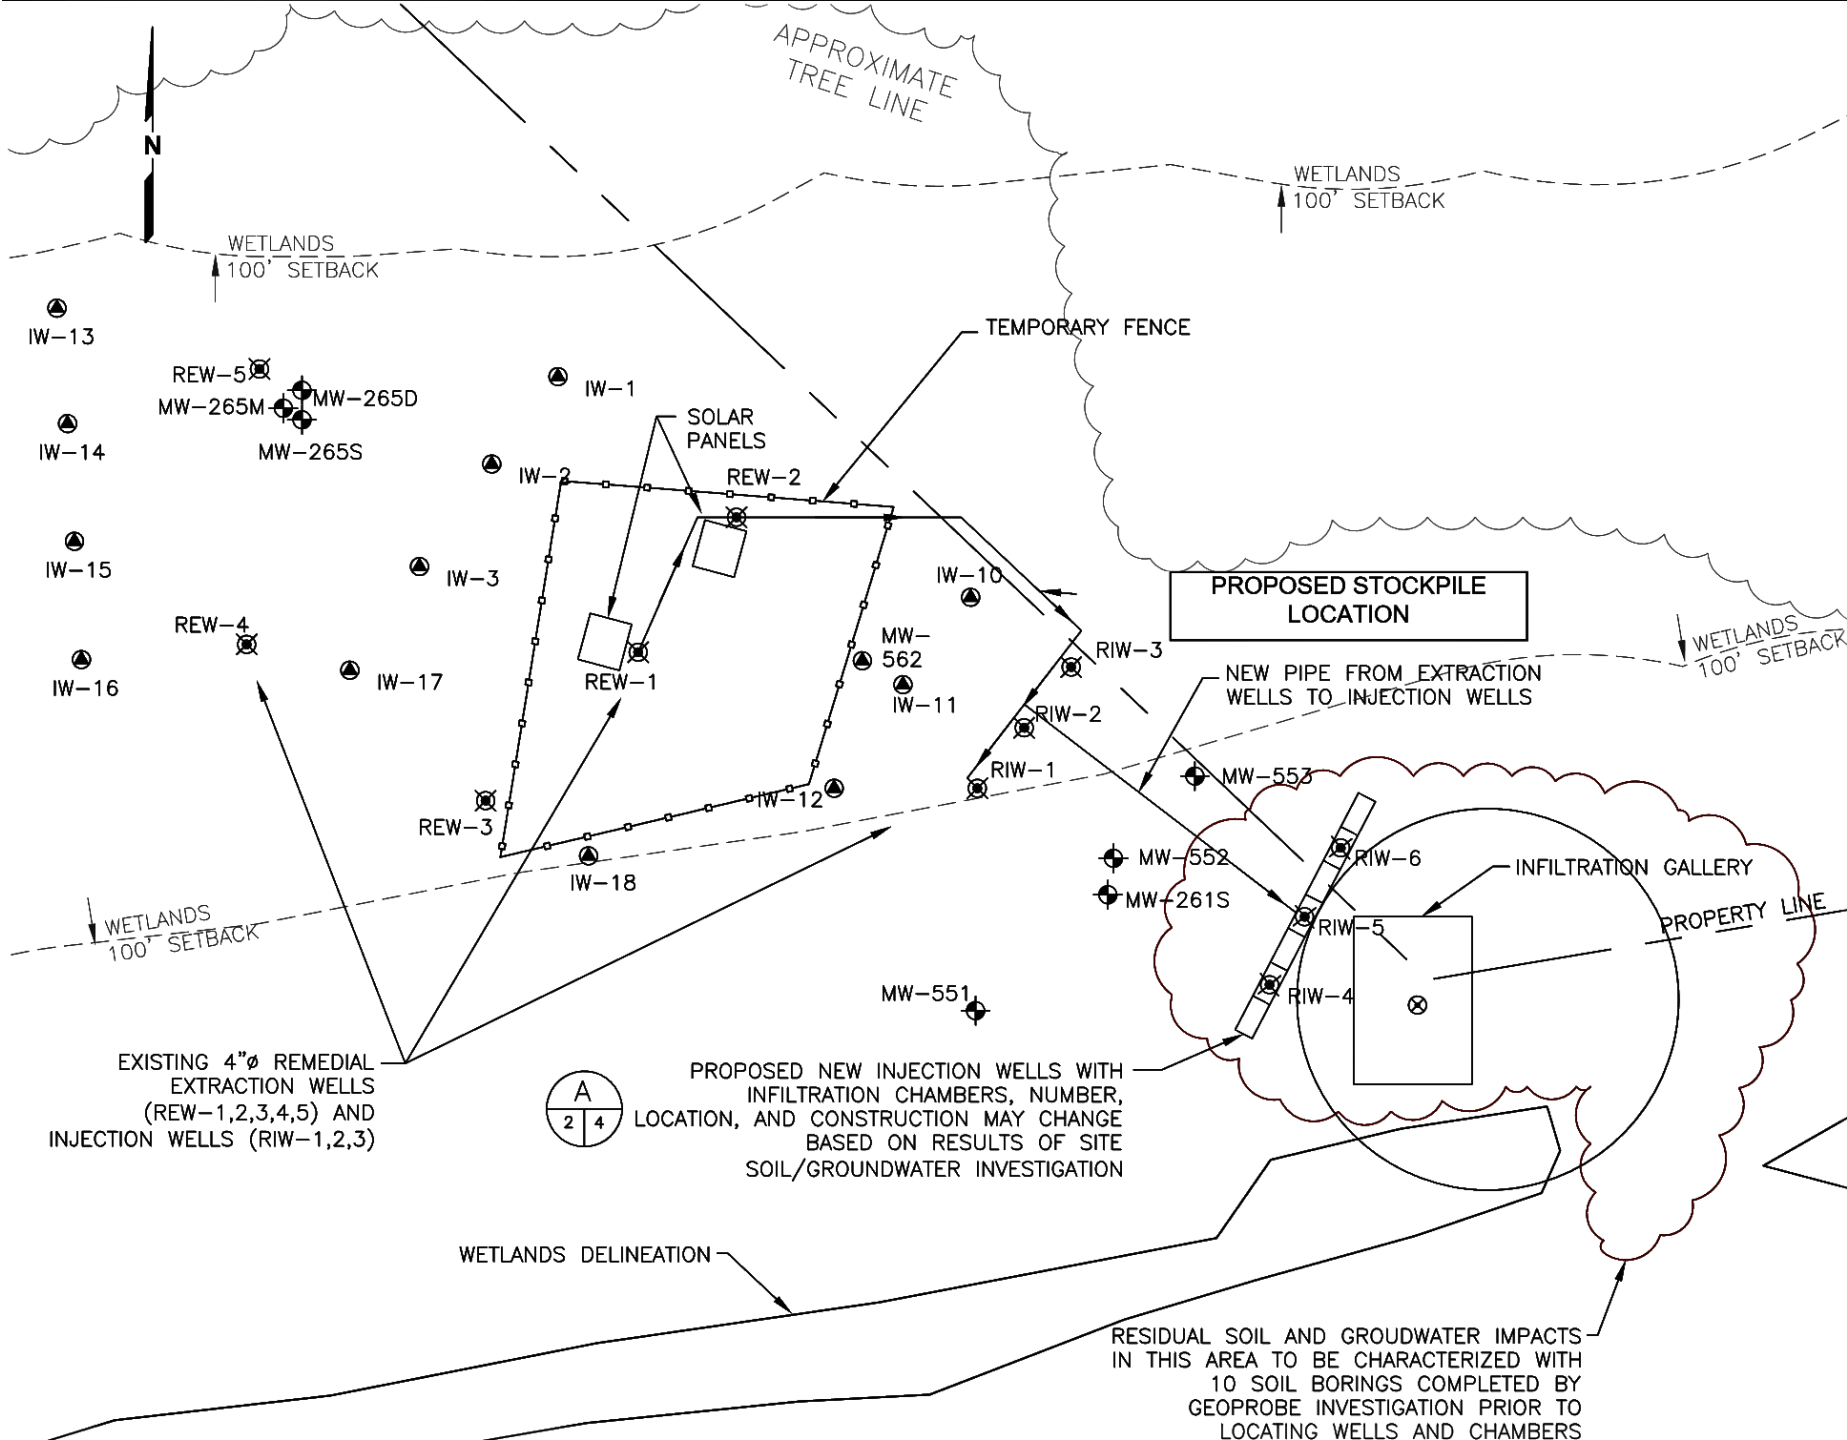 APPROXIMATE
TREE LINE
N
WETLANDS
100' SETBACK
WETLANDS
100' SETBACK
IW-13
TEMPORARY FENCE
REW-5
MW-265D
MW-265M
MW-265S
IW-1
SOLAR
PANELS
IW-14
IW-2
REW-2
IW-15
IW-3
IW-10
PROPOSED STOCKPILE
LOCATION
REW-4
MW-
562
RIW-3
WETLANDS
100' SETBACK
IW-16
IW-17
REW-1
IW-11
NEW PIPE FROM EXTRACTION
WELLS TO INJECTION WELLS
RIW-2
RIW-1
MW-553
IW-12
REW-3
MW-552
RIW-6
INFILTRATION GALLERY
IW-18
MW-261S
PROPERTY LINE
WETLANDS
100' SETBACK
RIW-5
RIW-4
MW-551
EXISTING 4"ø REMEDIAL
EXTRACTION WELLS
(REW-1,2,3,4,5) AND
INJECTION WELLS (RIW-1,2,3)
A
2 4
PROPOSED NEW INJECTION WELLS WITH
INFILTRATION CHAMBERS, NUMBER,
LOCATION, AND CONSTRUCTION MAY CHANGE
BASED ON RESULTS OF SITE
SOIL/GROUNDWATER INVESTIGATION
WETLANDS DELINEATION
RESIDUAL SOIL AND GROUDWATER IMPACTS
IN THIS AREA TO BE CHARACTERIZED WITH
10 SOIL BORINGS COMPLETED BY
GEOPROBE INVESTIGATION PRIOR TO
LOCATING WELLS AND CHAMBERS